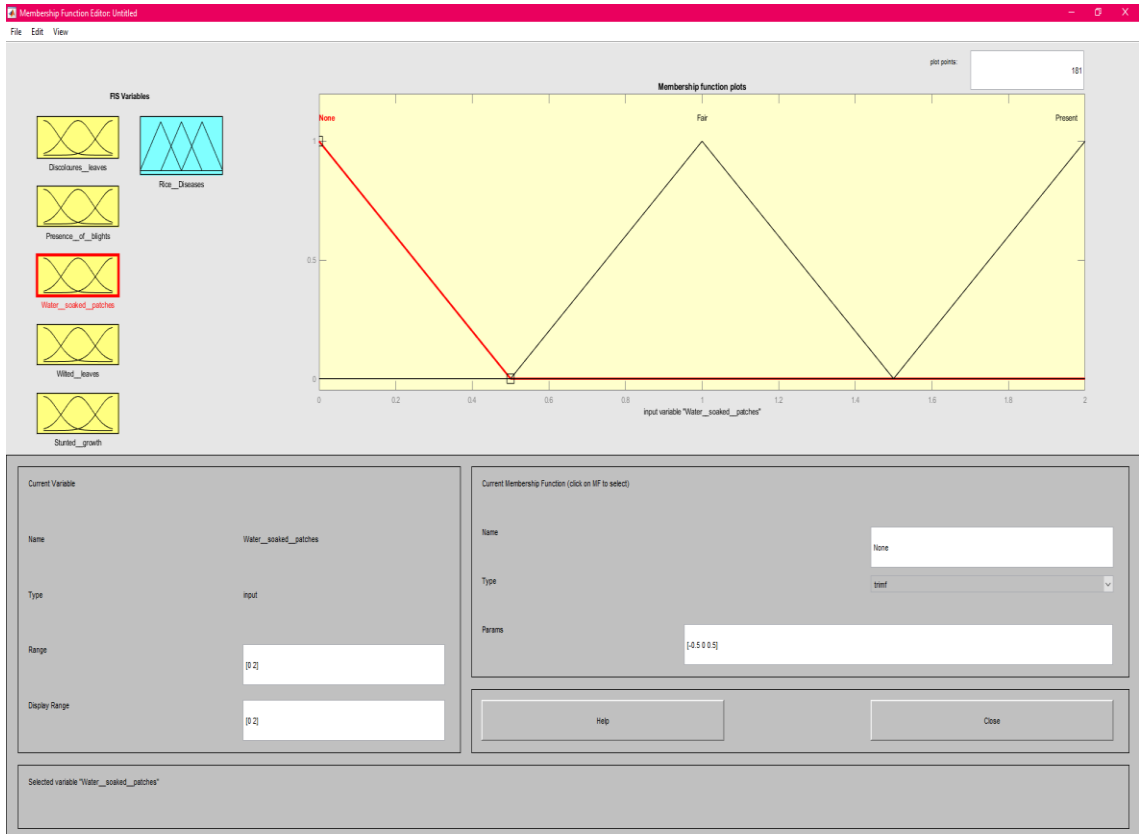 Membership Function Editor: Untitled
File Edit View
plot points:
181
FIS Variables
Discoloures__leaves
Presence__of__blights
Water__soaked__patches
Wilted__leaves
Stunted__growth
Rice__Diseases
Membership function plots
None Fair Present
1
0.5
0
0 0.2 0.4 0.6 0.8 1 1.2 1.4 1.6 1.8 2
input variable "Water__soaked__patches"
Current Variable
Name Water__soaked__patches
Type input
Range [0 2]
Display Range [0 2]
Current Membership Function (click on MF to select)
Name None
Type trimf
Params [-0.5 0 0.5]
Help Close
Selected variable "Water__soaked__patches"